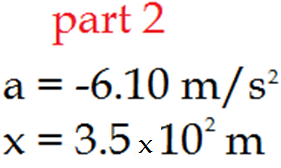 part 2
a = -6.10 m/s²
x = 3.5 x 10² m